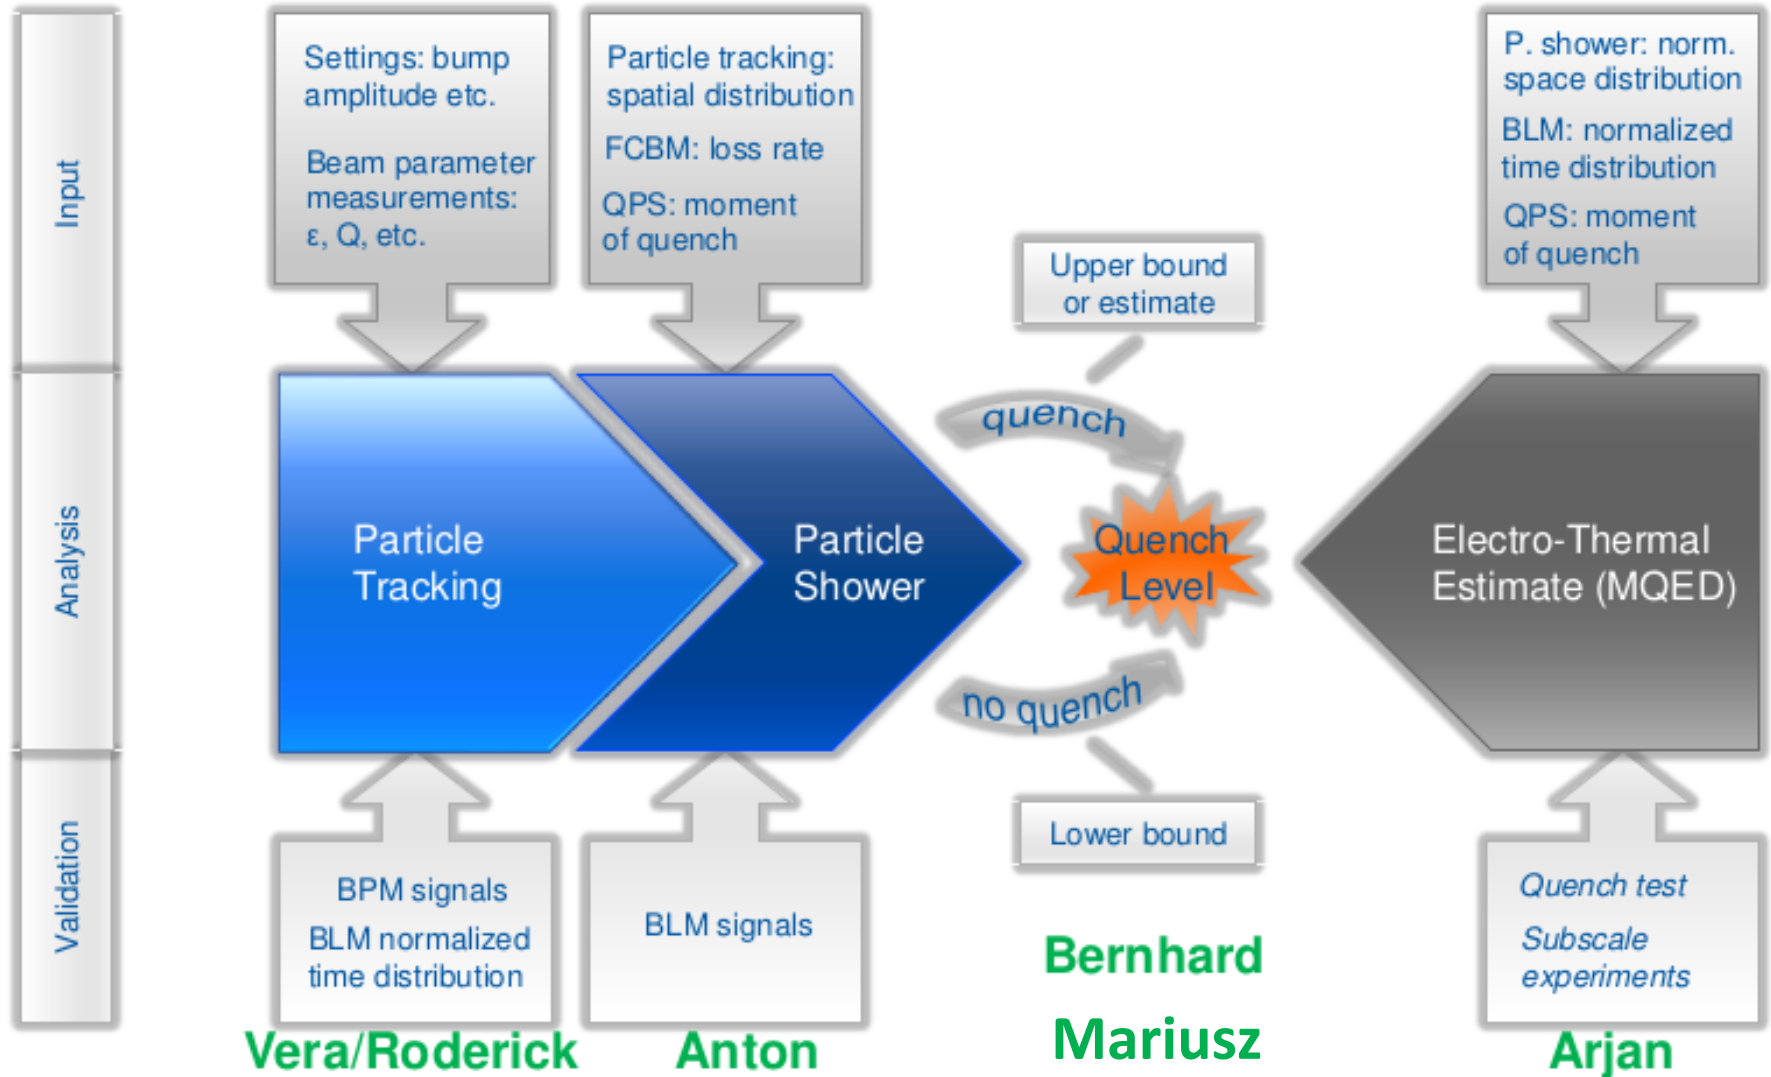 Input
Settings: bump
amplitude etc.
Beam parameter
measurements:
ε, Q, etc.
Particle tracking:
spatial distribution
FCBM: loss rate
QPS: moment
of quench
P. shower: norm.
space distribution
BLM: normalized
time distribution
QPS: moment
of quench
Upper bound
or estimate
Analysis
Particle
Tracking
Particle
Shower
quench
Quench
Level
no quench
Electro-Thermal
Estimate (MQED)
Lower bound
Validation
BPM signals
BLM normalized
time distribution
BLM signals
Quench test
Subscale
experiments
Vera/Roderick
Anton
Bernhard
Mariusz
Arjan